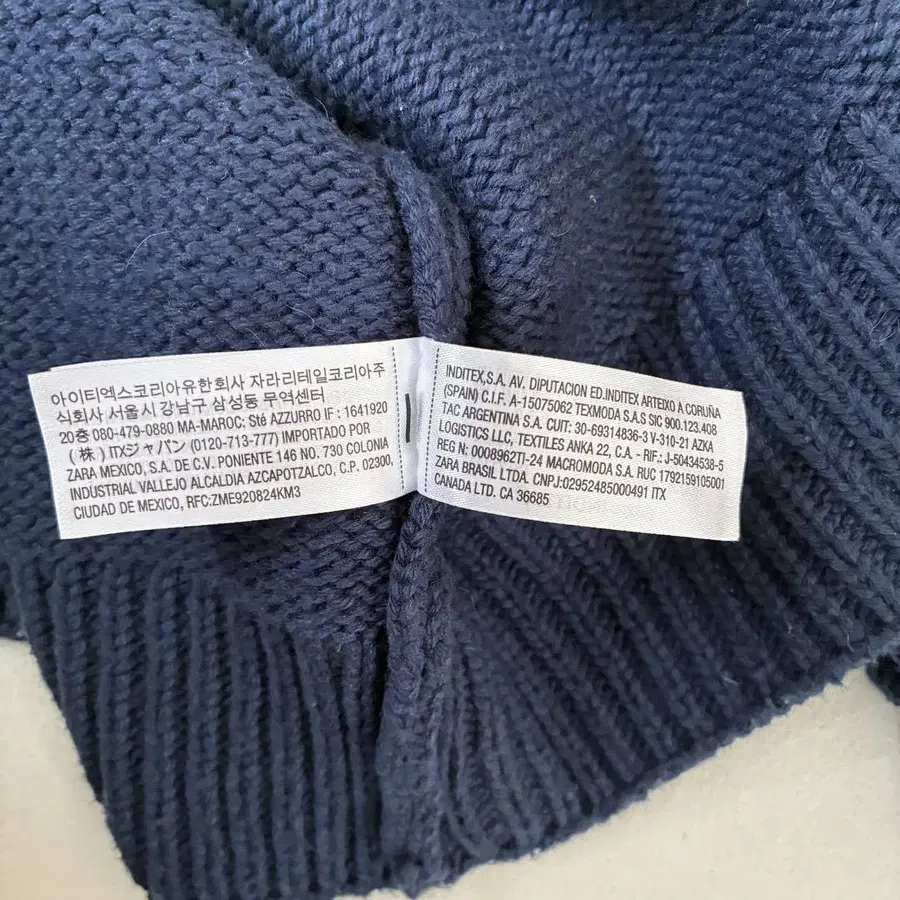 아이티엑스코리아유한회사 자라리테일코리아주
식회사 서울시 강남구 삼성동 무역센터
20층 080-479-0880 MA-MAROC: Sté AZZURRO IF : 1641920
(株) ITXジャパン (0120-713-777) IMPORTADO POR
ZARA MEXICO, S.A. DE C.V. PONIENTE 146 NO. 730 COLONIA
INDUSTRIAL VALLEJO ALCALDIA AZCAPOTZALCO, C.P. 02300,
CIUDAD DE MEXICO, RFC:ZME920824KM3
INDITEX,S.A. AV. DIPUTACION ED.INDITEX ARTEIXO A CORUÑA
(SPAIN) C.I.F. A-15075062 TEXMODA S.A.S SIC 900.123.408
TAC ARGENTINA S.A. CUIT: 30-69314836-3 V-310-21 AZKA
LOGISTICS LLC, TEXTILES ANKA 22, C.A. - RIF.: J-50434538-5
REG N: 0008962TI-24 MACROMODA S.A. RUC 1792159105001
ZARA BRASIL LTDA. CNPJ:02952485000491 ITX
CANADA LTD. CA 36685